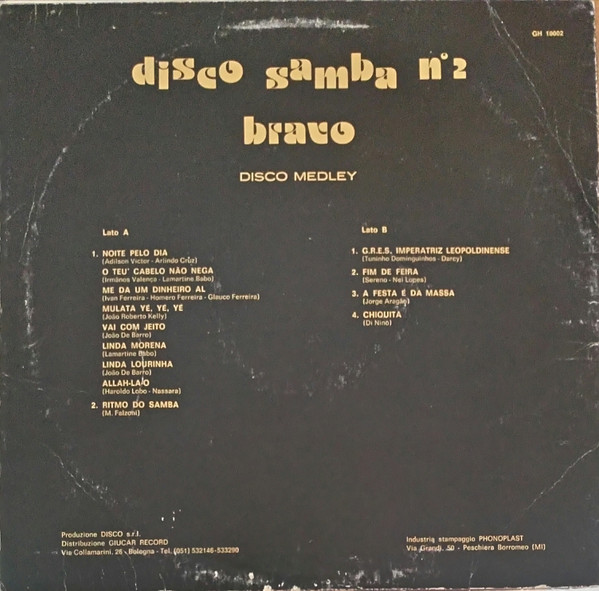 GH 10602
disco samba n°2
bravo
DISCO MEDLEY
Lato A
1. NOITE PELO DIA
(Adilson Victor - Arlindo Cruz)
O TEU' CABELO NÃO NEGA
(Irmãnos Valença - Lamartine Babo)
ME DA UM DINHEIRO AL
(Ivan Ferreira - Homero Ferreira - Glauco Ferreira)
MULATA YE, YE, YE
(João Roberto Kelly)
VAI COM JEITO
(João De Barro)
LINDA MORENA
(Lamartine Babo)
LINDA LOURINHA
(João De Barro)
ALLAH-LA-O
(Haroldo Lobo - Nassara)
2. RITMO DO SAMBA
(M. Falzoni)
Lato B
1. G.R.E.S. IMPERATRIZ LEOPOLDINENSE
(Tuninho Dominguinhos - Darcy)
2. FIM DE FEIRA
(Sereno - Nei Lopes)
3. A FESTA É DA MASSA
(Jorge Aragão)
4. CHIQUITA
(Di Nino)
Produzione DISCO s.r.l.
Distribuzione GIUCAR RECORD
Via Collamarini, 26 - Bologna - Tel. (051) 532146-533290
Industria stampaggio PHONOPLAST
Via Grandi, 50 - Peschiera Borromeo (MI)